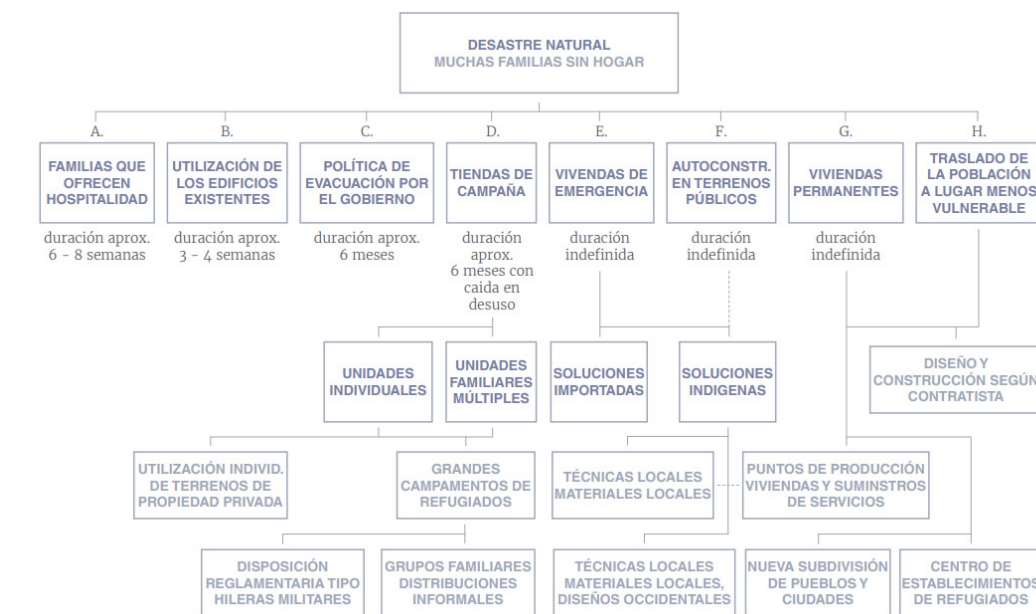 DESASTRE NATURAL
MUCHAS FAMILIAS SIN HOGAR
A.
B.
C.
D.
E.
F.
G.
H.
FAMILIAS QUE
OFRECEN
HOSPITALIDAD
UTILIZACIÓN DE
LOS EDIFICIOS
EXISTENTES
POLÍTICA DE
EVACUACIÓN POR
EL GOBIERNO
TIENDAS DE
CAMPAÑA
VIVENDAS DE
EMERGENCIA
AUTOCONSTR.
EN TERRENOS
PÚBLICOS
VIVIENDAS
PERMANENTES
TRASLADO DE
LA POBLACIÓN
A LUGAR MENOS
VULNERABLE
duración aprox.
6 - 8 semanas
duración aprox.
3 - 4 semanas
duración aprox.
6 meses
duración
aprox.
6 meses con
caida en
desuso
duración
indefinida
duración
indefinida
duración
indefinida
UNIDADES
INDIVIDUALES
UNIDADES
FAMILIARES
MÚLTIPLES
SOLUCIONES
IMPORTADAS
SOLUCIONES
INDIGENAS
DISEÑO Y
CONSTRUCCIÓN SEGÚN
CONTRATISTA
UTILIZACIÓN INDIVID.
DE TERRENOS DE
PROPIEDAD PRIVADA
GRANDES
CAMPAMENTOS DE
REFUGIADOS
TÉCNICAS LOCALES
MATERIALES LOCALES
PUNTOS DE PRODUCCIÓN
VIVIENDAS Y SUMINSTROS
DE SERVICIOS
DISPOSICIÓN
REGLAMENTARIA TIPO
HILERAS MILITARES
GRUPOS FAMILIARES
DISTRIBUCIONES
INFORMALES
TÉCNICAS LOCALES
MATERIALES LOCALES,
DISEÑOS OCCIDENTALES
NUEVA SUBDIVISIÓN
DE PUEBLOS Y
CIUDADES
CENTRO DE
ESTABLECIMIENTOS
DE REFUGIADOS